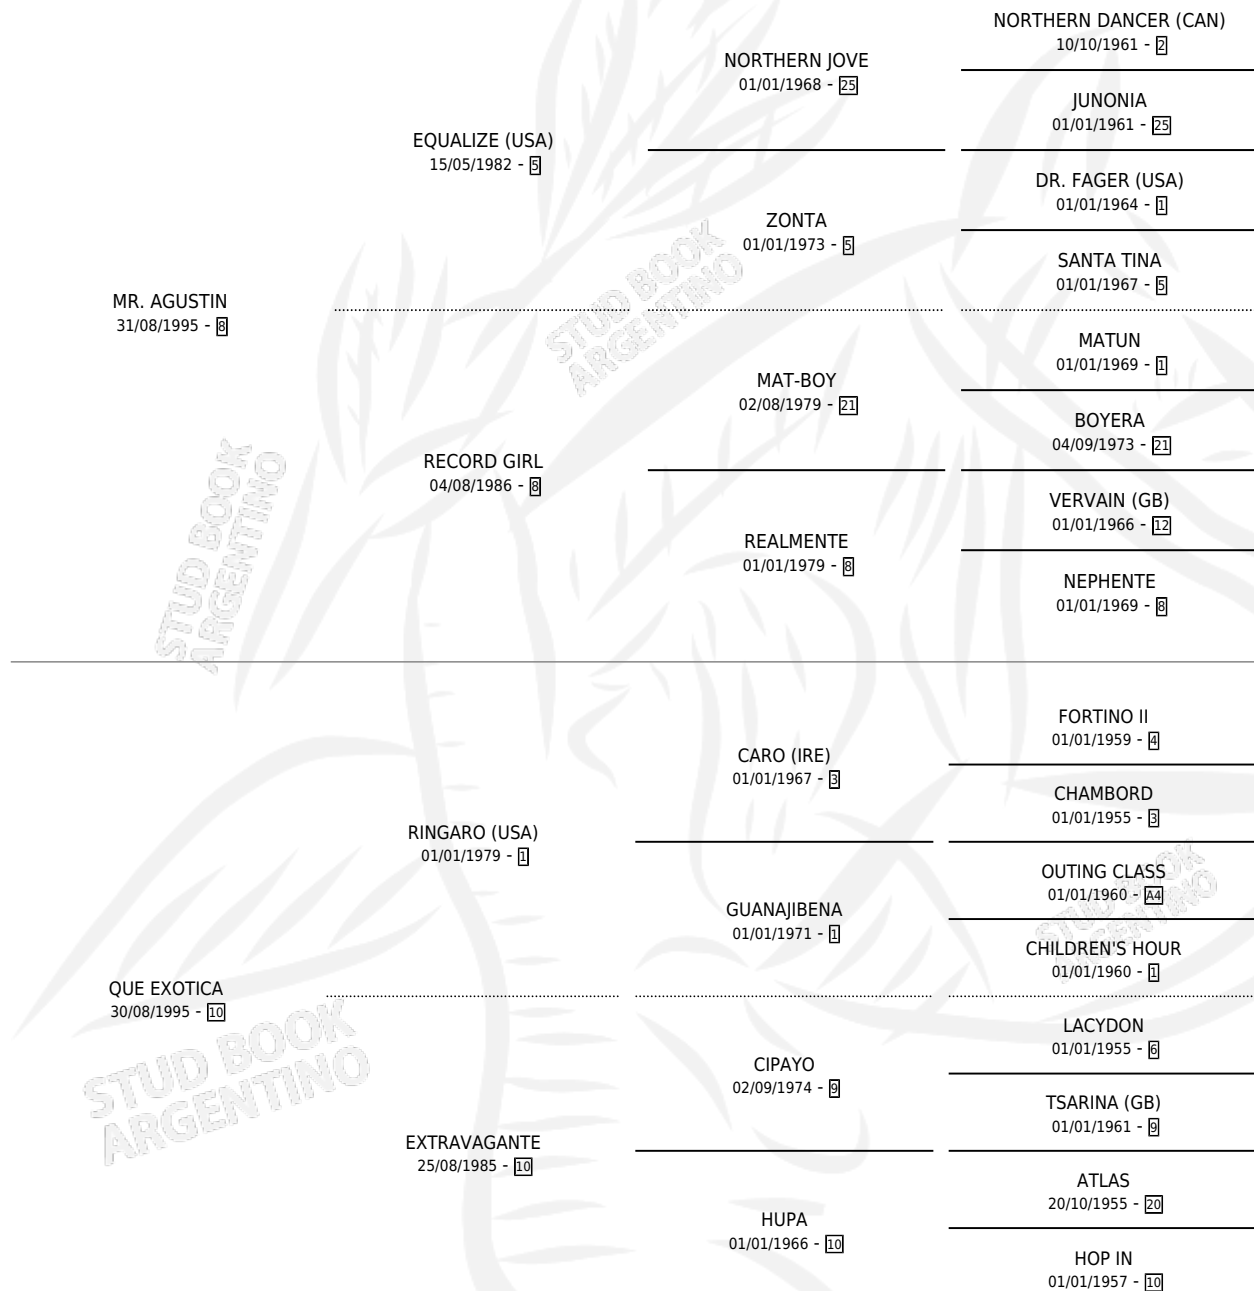 NORTHERN DANCER (CAN)
10/10/1961 - 2
NORTHERN JOVE
01/01/1968 - 25
JUNONIA
01/01/1961 - 25
EQUALIZE (USA)
15/05/1982 - 5
DR. FAGER (USA)
01/01/1964 - 1
ZONTA
01/01/1973 - 5
SANTA TINA
01/01/1967 - 5
MR. AGUSTIN
31/08/1995 - 8
MATUN
01/01/1969 - 1
MAT-BOY
02/08/1979 - 21
BOYERA
04/09/1973 - 21
RECORD GIRL
04/08/1986 - 8
VERVAIN (GB)
01/01/1966 - 12
REALMENTE
01/01/1979 - 8
NEPHENTE
01/01/1969 - 8
FORTINO II
01/01/1959 - 4
CARO (IRE)
01/01/1967 - 3
CHAMBORD
01/01/1955 - 3
RINGARO (USA)
01/01/1979 - 1
OUTING CLASS
01/01/1960 - A4
GUANAJIBENA
01/01/1971 - 1
CHILDREN'S HOUR
01/01/1960 - 1
QUE EXOTICA
30/08/1995 - 10
LACYDON
01/01/1955 - 6
CIPAYO
02/09/1974 - 9
TSARINA (GB)
01/01/1961 - 9
EXTRAVAGANTE
25/08/1985 - 10
ATLAS
20/10/1955 - 20
HUPA
01/01/1966 - 10
HOP IN
01/01/1957 - 10
STUD BOOK
ARGENTINO
STUD BOOK
ARGENTINO
STUD BOOK
ARGENTINO
STUD BOOK
ARGENTINO